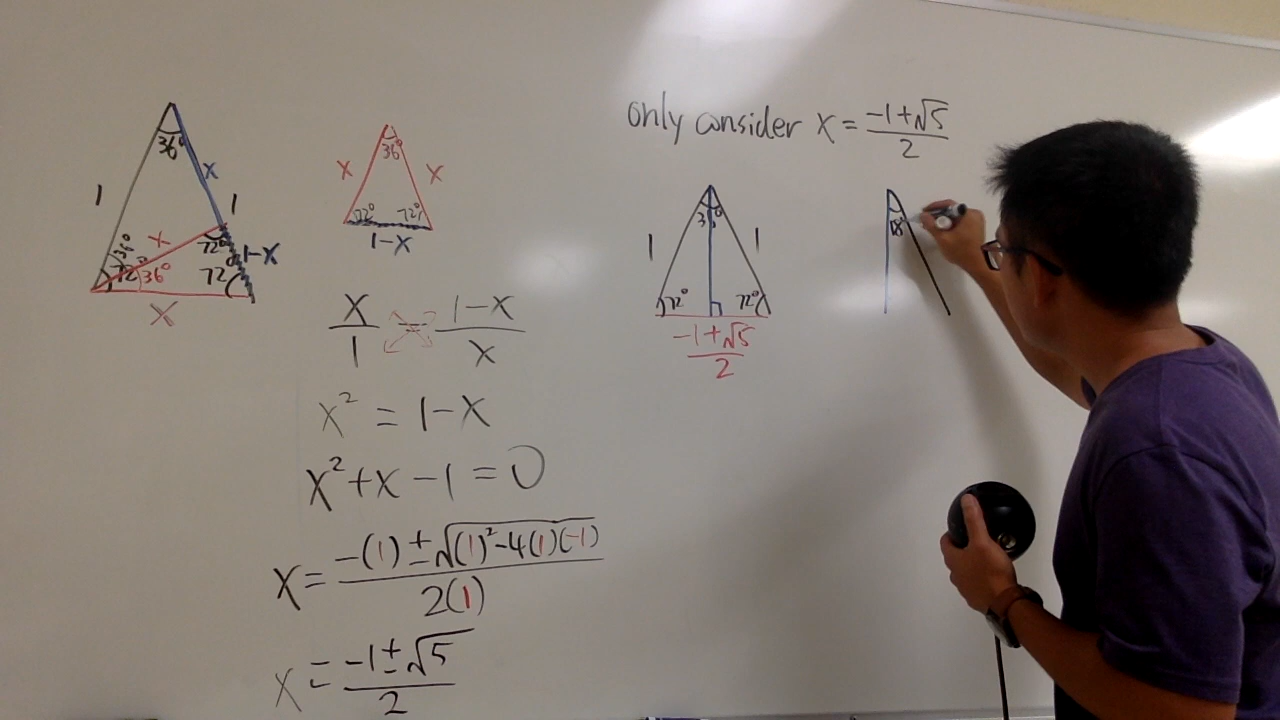 only consider x = (-1+√5)/2
36°
x
1
1
x
36°
72°
36°
72°
72°
1-x
x
36°
x
x
72° 72°
1-x
x/1 = (1-x)/x
x² = 1-x
x²+x-1=0
x = (-(1)±√((1)²-4(1)(-1)))/(2(1))
x = (-1±√5)/2
36°
1
1
72° 72°
(-1+√5)/2
18